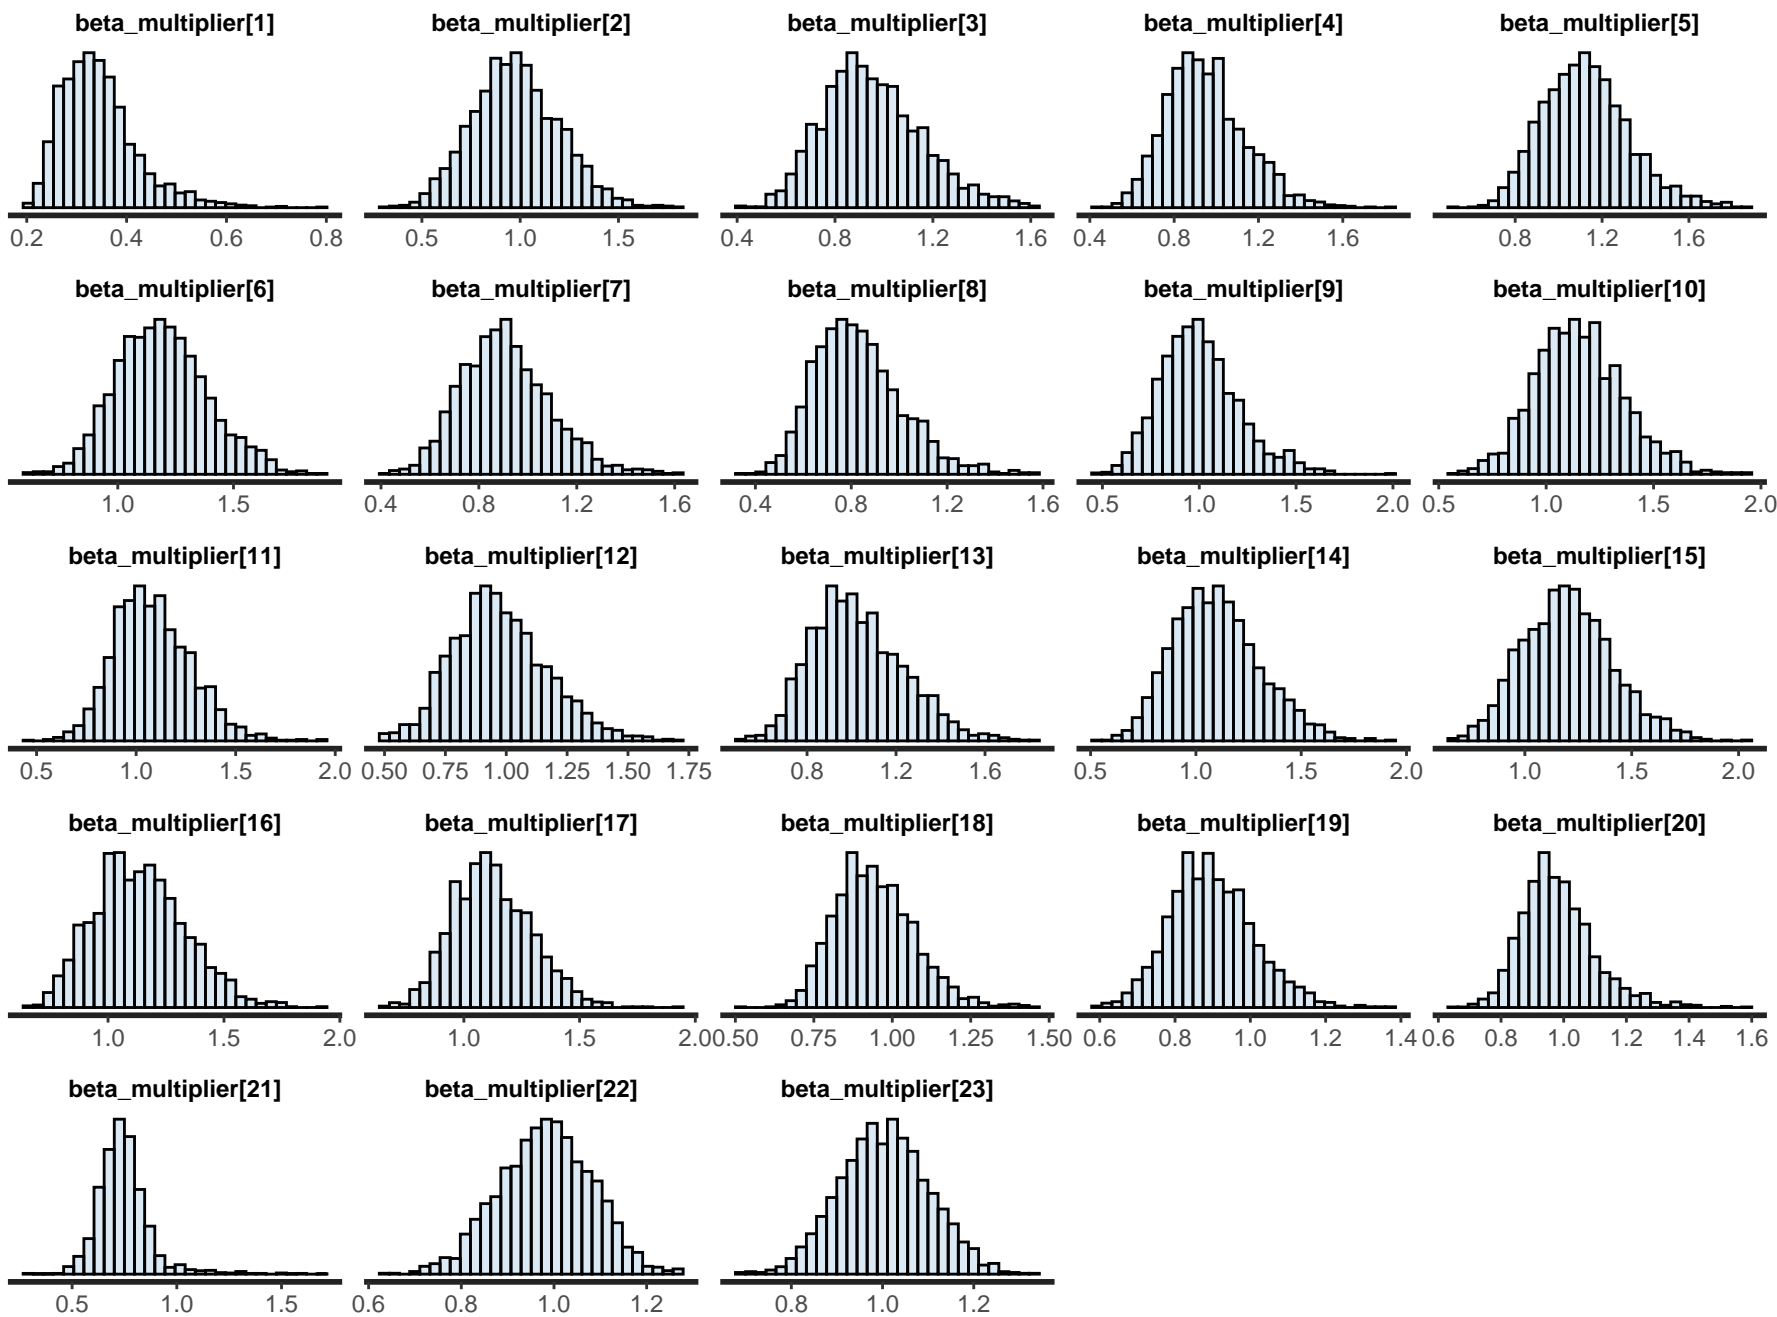 beta_multiplier[1] beta_multiplier[2] beta_multiplier[3] beta_multiplier[4] beta_multiplier[5]
0.2 0.4 0.6 0.8 0.5 1.0 1.5 0.4 0.8 1.2 1.6 0.4 0.8 1.2 1.6 0.8 1.2 1.6
beta_multiplier[6] beta_multiplier[7] beta_multiplier[8] beta_multiplier[9] beta_multiplier[10]
1.0 1.5 0.4 0.8 1.2 1.6 0.4 0.8 1.2 1.6 0.5 1.0 1.5 2.0 0.5 1.0 1.5 2.0
beta_multiplier[11] beta_multiplier[12] beta_multiplier[13] beta_multiplier[14] beta_multiplier[15]
0.5 1.0 1.5 2.0 0.50 0.75 1.00 1.25 1.50 1.75 0.8 1.2 1.6 0.5 1.0 1.5 2.0 1.0 1.5 2.0
beta_multiplier[16] beta_multiplier[17] beta_multiplier[18] beta_multiplier[19] beta_multiplier[20]
1.0 1.5 2.0 1.0 1.5 2.0 0.50 0.75 1.00 1.25 1.50 0.6 0.8 1.0 1.2 1.4 0.6 0.8 1.0 1.2 1.4 1.6
beta_multiplier[21] beta_multiplier[22] beta_multiplier[23]
0.5 1.0 1.5 0.6 0.8 1.0 1.2 0.8 1.0 1.2